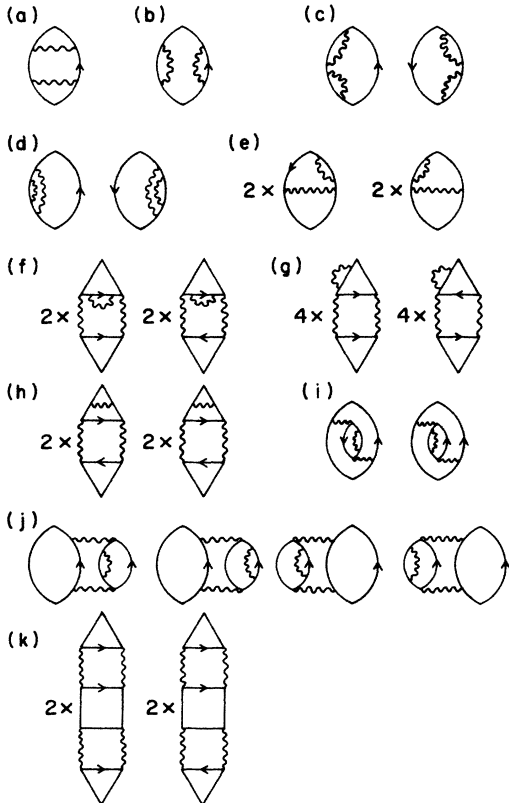 (a) (b) (c)
(d) (e)
2× 2×
(f) (g)
2× 2× 4× 4×
(h) (i)
2× 2×
(j)
(k)
2× 2×